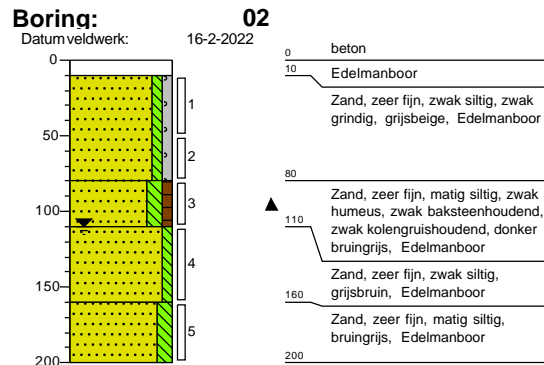 Boring: 02
Datum veldwerk: 16-2-2022
0
50
100
150
200
1
2
3
4
5
0
beton
10
Edelmanboor
Zand, zeer fijn, zwak siltig, zwak
grindig, grijsbeige, Edelmanboor
80
Zand, zeer fijn, matig siltig, zwak
humeus, zwak baksteenhoudend,
zwak kolengruishoudend, donker
bruingrijs, Edelmanboor
110
Zand, zeer fijn, zwak siltig,
grijsbruin, Edelmanboor
160
Zand, zeer fijn, matig siltig,
bruingrijs, Edelmanboor
200